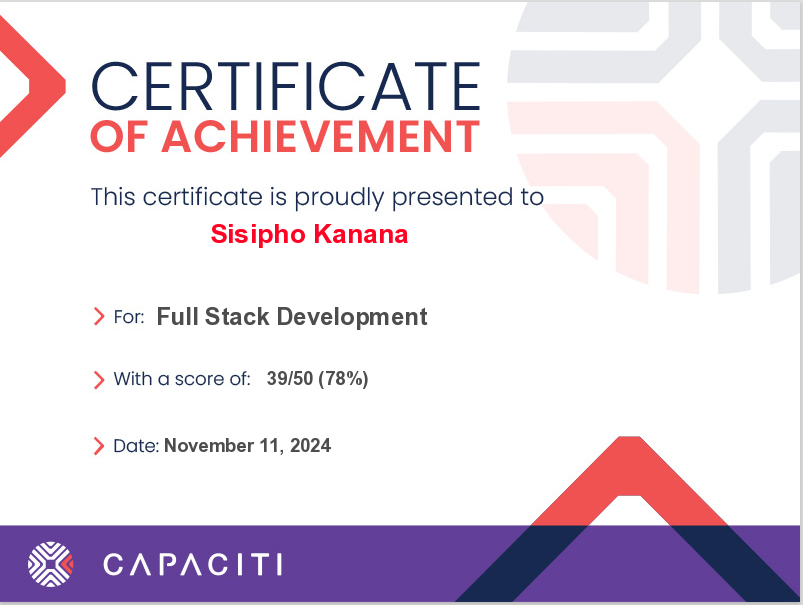 CERTIFICATE
OF ACHIEVEMENT
This certificate is proudly presented to
Sisipho Kanana
For: Full Stack Development
With a score of: 39/50 (78%)
Date: November 11, 2024
CAPACITI